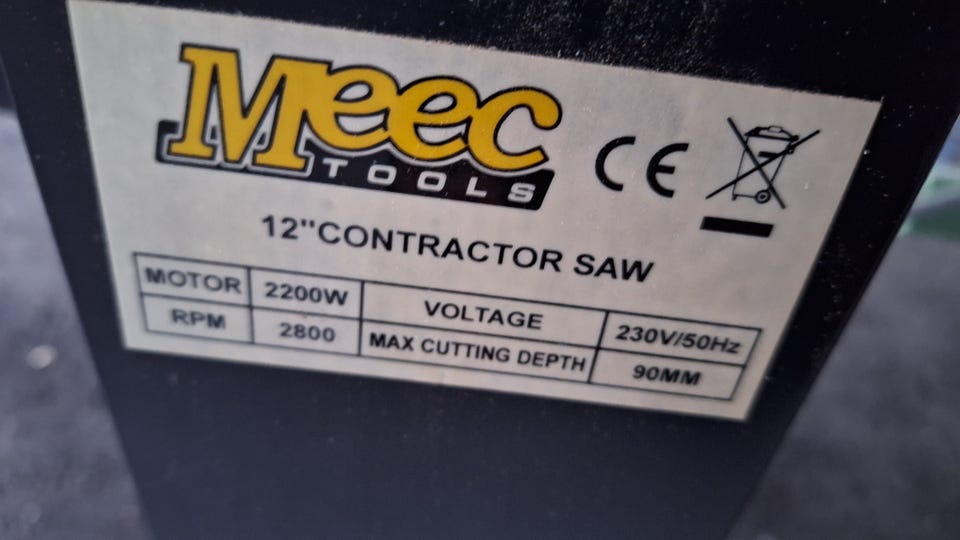 Meec
TOOLS
CE
12"CONTRACTOR SAW
MOTOR 2200W VOLTAGE 230V/50Hz
RPM 2800 MAX CUTTING DEPTH 90MM